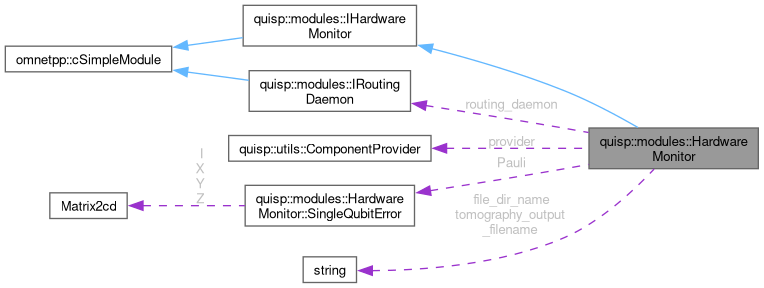 quisp::modules::IHardware
Monitor
omnetpp::cSimpleModule
quisp::modules::IRouting
Daemon
routing_daemon
quisp::modules::Hardware
Monitor
provider
quisp::utils::ComponentProvider
Pauli
I
X
Y
Z
quisp::modules::Hardware
Monitor::SingleQubitError
Matrix2cd
file_dir_name
tomography_output
_filename
string